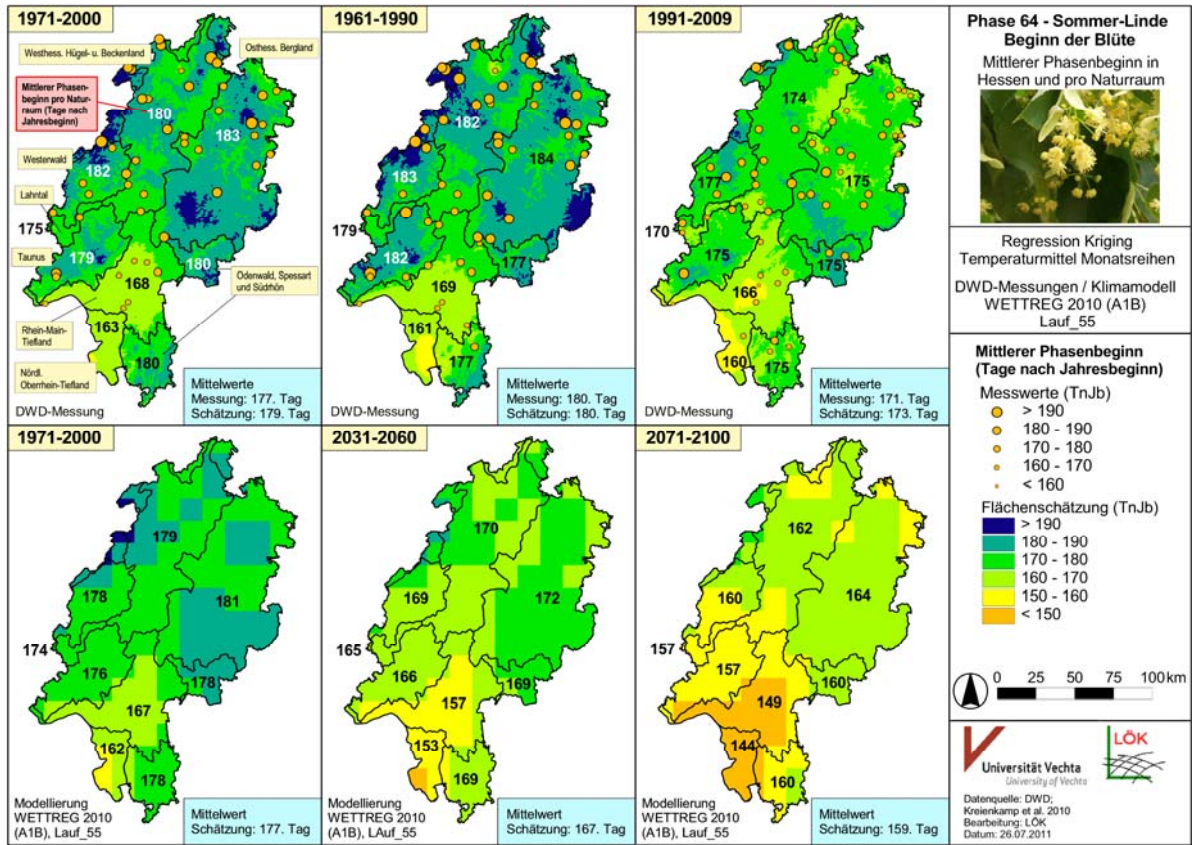 1971-2000
Westhess. Hügel- u. Beckenland
Osthess. Bergland
Mittlerer Phasen-
beginn pro Natur-
raum (Tage nach
Jahresbeginn)
180
183
Westerwald
182
Lahntal
175
179
Taunus
180
168
Odenwald, Spessart
und Südrhön
Rhein-Main-
Tiefland
163
180
Nördl.
Oberrhein-Tiefland
DWD-Messung
Mittelwerte
Messung: 177. Tag
Schätzung: 179. Tag
1961-1990
182
184
183
179
182
177
169
161
177
DWD-Messung
Mittelwerte
Messung: 180. Tag
Schätzung: 180. Tag
1991-2009
174
177
175
170
175
175
166
160
175
DWD-Messung
Mittelwerte
Messung: 171. Tag
Schätzung: 173. Tag
Phase 64 - Sommer-Linde
Beginn der Blüte
Mittlerer Phasenbeginn in
Hessen und pro Naturraum
Regression Kriging
Temperaturmittel Monatsreihen
DWD-Messungen / Klimamodell
WETTREG 2010 (A1B)
Lauf_55
Mittlerer Phasenbeginn
(Tage nach Jahresbeginn)
Messwerte (TnJb)
> 190
180 - 190
170 - 180
160 - 170
< 160
Flächenschätzung (TnJb)
> 190
180 - 190
170 - 180
160 - 170
150 - 160
< 150
0 25 50 75 100 km
1971-2000
179
178
181
174
176
178
167
162
178
Modellierung
WETTREG 2010
(A1B), Lauf_55
Mittelwert
Schätzung: 177. Tag
2031-2060
170
169
172
165
166
169
157
153
169
Modellierung
WETTREG 2010
(A1B), LAuf_55
Mittelwert
Schätzung: 167. Tag
2071-2100
162
160
164
157
157
160
149
144
160
Modellierung
WETTREG 2010
(A1B), Lauf_55
Mittelwert
Schätzung: 159. Tag
Universität Vechta
University of Vechta
LÖK
Datenquelle: DWD;
Kreienkamp et al. 2010
Bearbeitung: LÖK
Datum: 26.07.2011